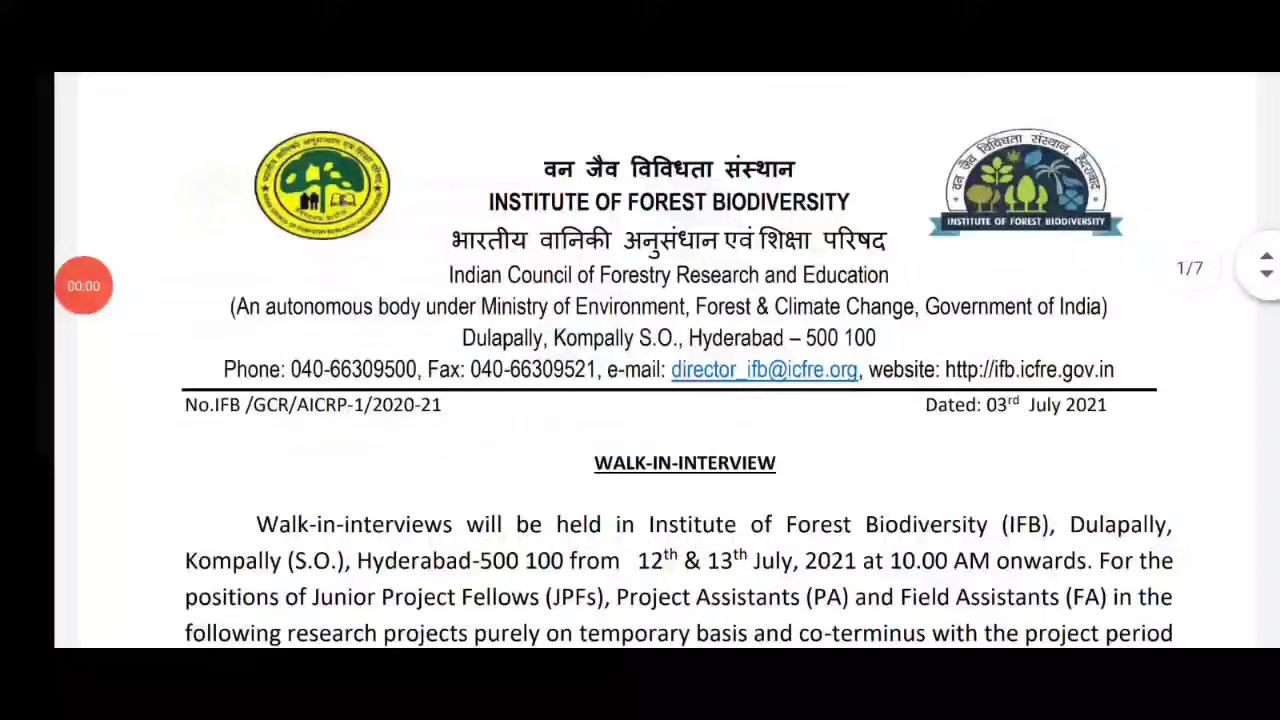 वन जैव विविधता संस्थान
INSTITUTE OF FOREST BIODIVERSITY
भारतीय वानिकी अनुसंधान एवं शिक्षा परिषद
Indian Council of Forestry Research and Education
(An autonomous body under Ministry of Environment, Forest & Climate Change, Government of India)
Dulapally, Kompally S.O., Hyderabad – 500 100
Phone: 040-66309500, Fax: 040-66309521, e-mail: director_ifb@icfre.org, website: http://ifb.icfre.gov.in
वन जैव विविधता संस्थान, हैदराबाद
INSTITUTE OF FOREST BIODIVERSITY
1/7
00:00
No.IFB /GCR/AICRP-1/2020-21 Dated: 03rd July 2021
WALK-IN-INTERVIEW
Walk-in-interviews will be held in Institute of Forest Biodiversity (IFB), Dulapally,
Kompally (S.O.), Hyderabad-500 100 from 12th & 13th July, 2021 at 10.00 AM onwards. For the
positions of Junior Project Fellows (JPFs), Project Assistants (PA) and Field Assistants (FA) in the
following research projects purely on temporary basis and co-terminus with the project period